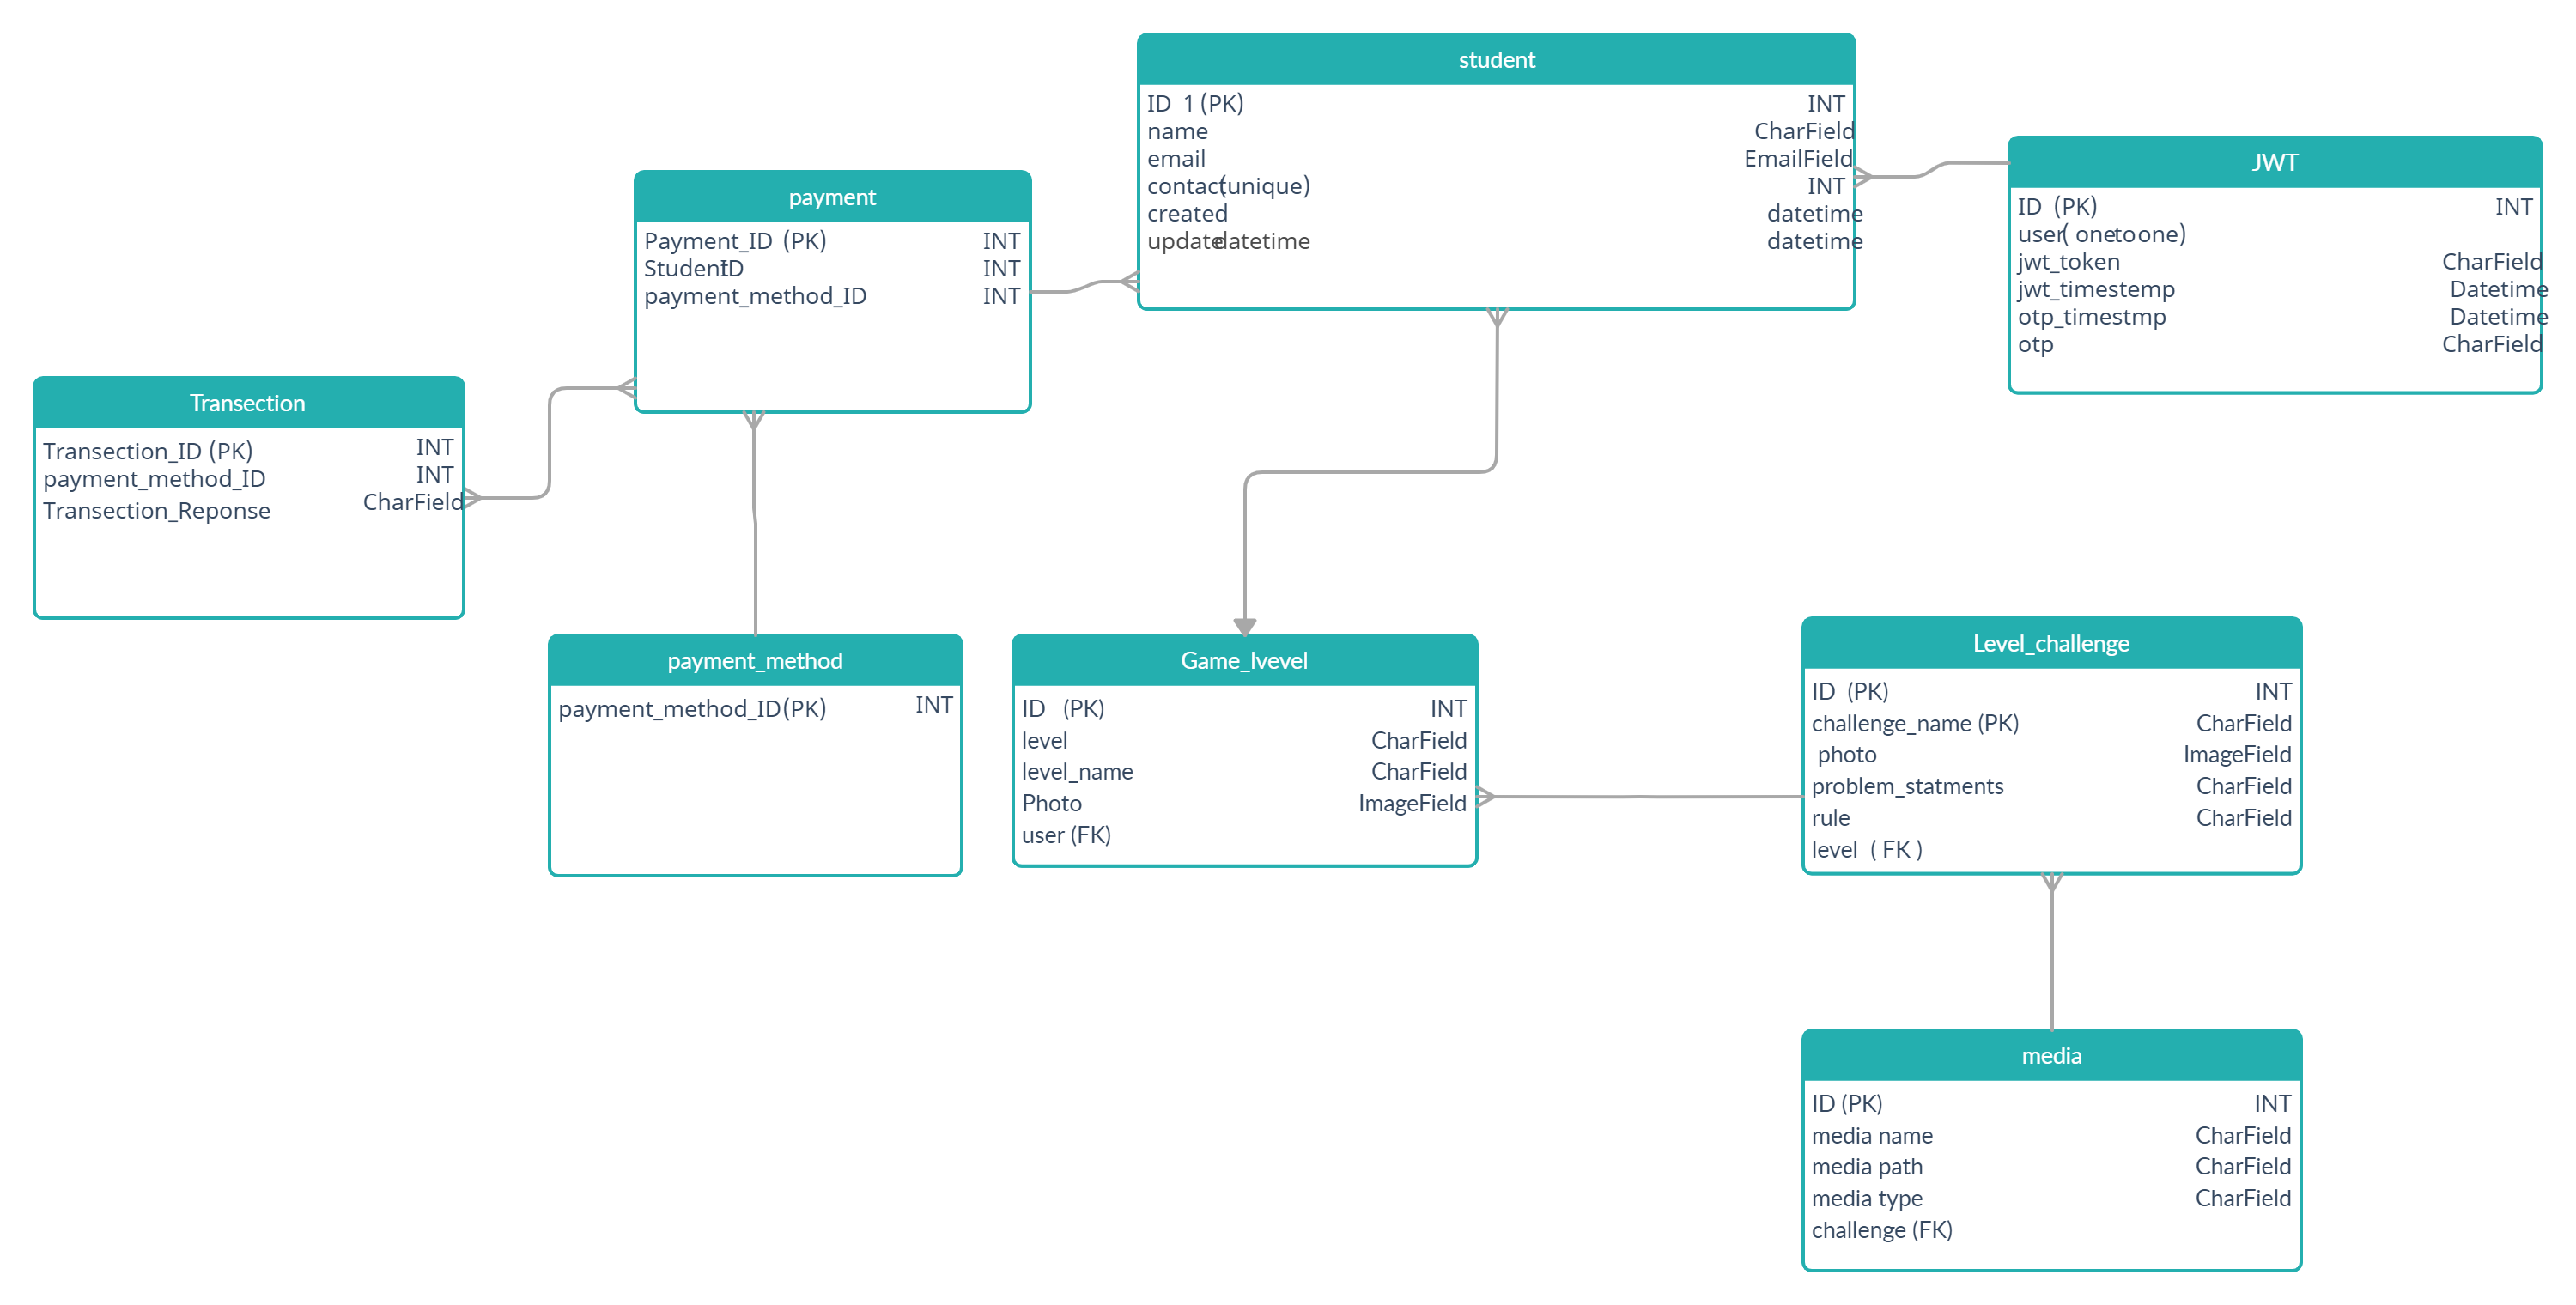 student
ID 1 (PK) INT
name CharField
email EmailField
contact(unique) INT
created datetime
updatedatetime datetime
JWT
ID (PK) INT
user( onetoone)
jwt_token CharField
jwt_timestemp Datetime
otp_timestmp Datetime
otp CharField
payment
Payment_ID (PK) INT
StudentID INT
payment_method_ID INT
Transection
Transection_ID (PK) INT
payment_method_ID INT
Transection_Reponse CharField
payment_method
payment_method_ID(PK) INT
Game_lvevel
ID (PK) INT
level CharField
level_name CharField
Photo ImageField
user (FK)
Level_challenge
ID (PK) INT
challenge_name (PK) CharField
photo ImageField
problem_statments CharField
rule CharField
level ( FK )
media
ID (PK) INT
media name CharField
media path CharField
media type CharField
challenge (FK)